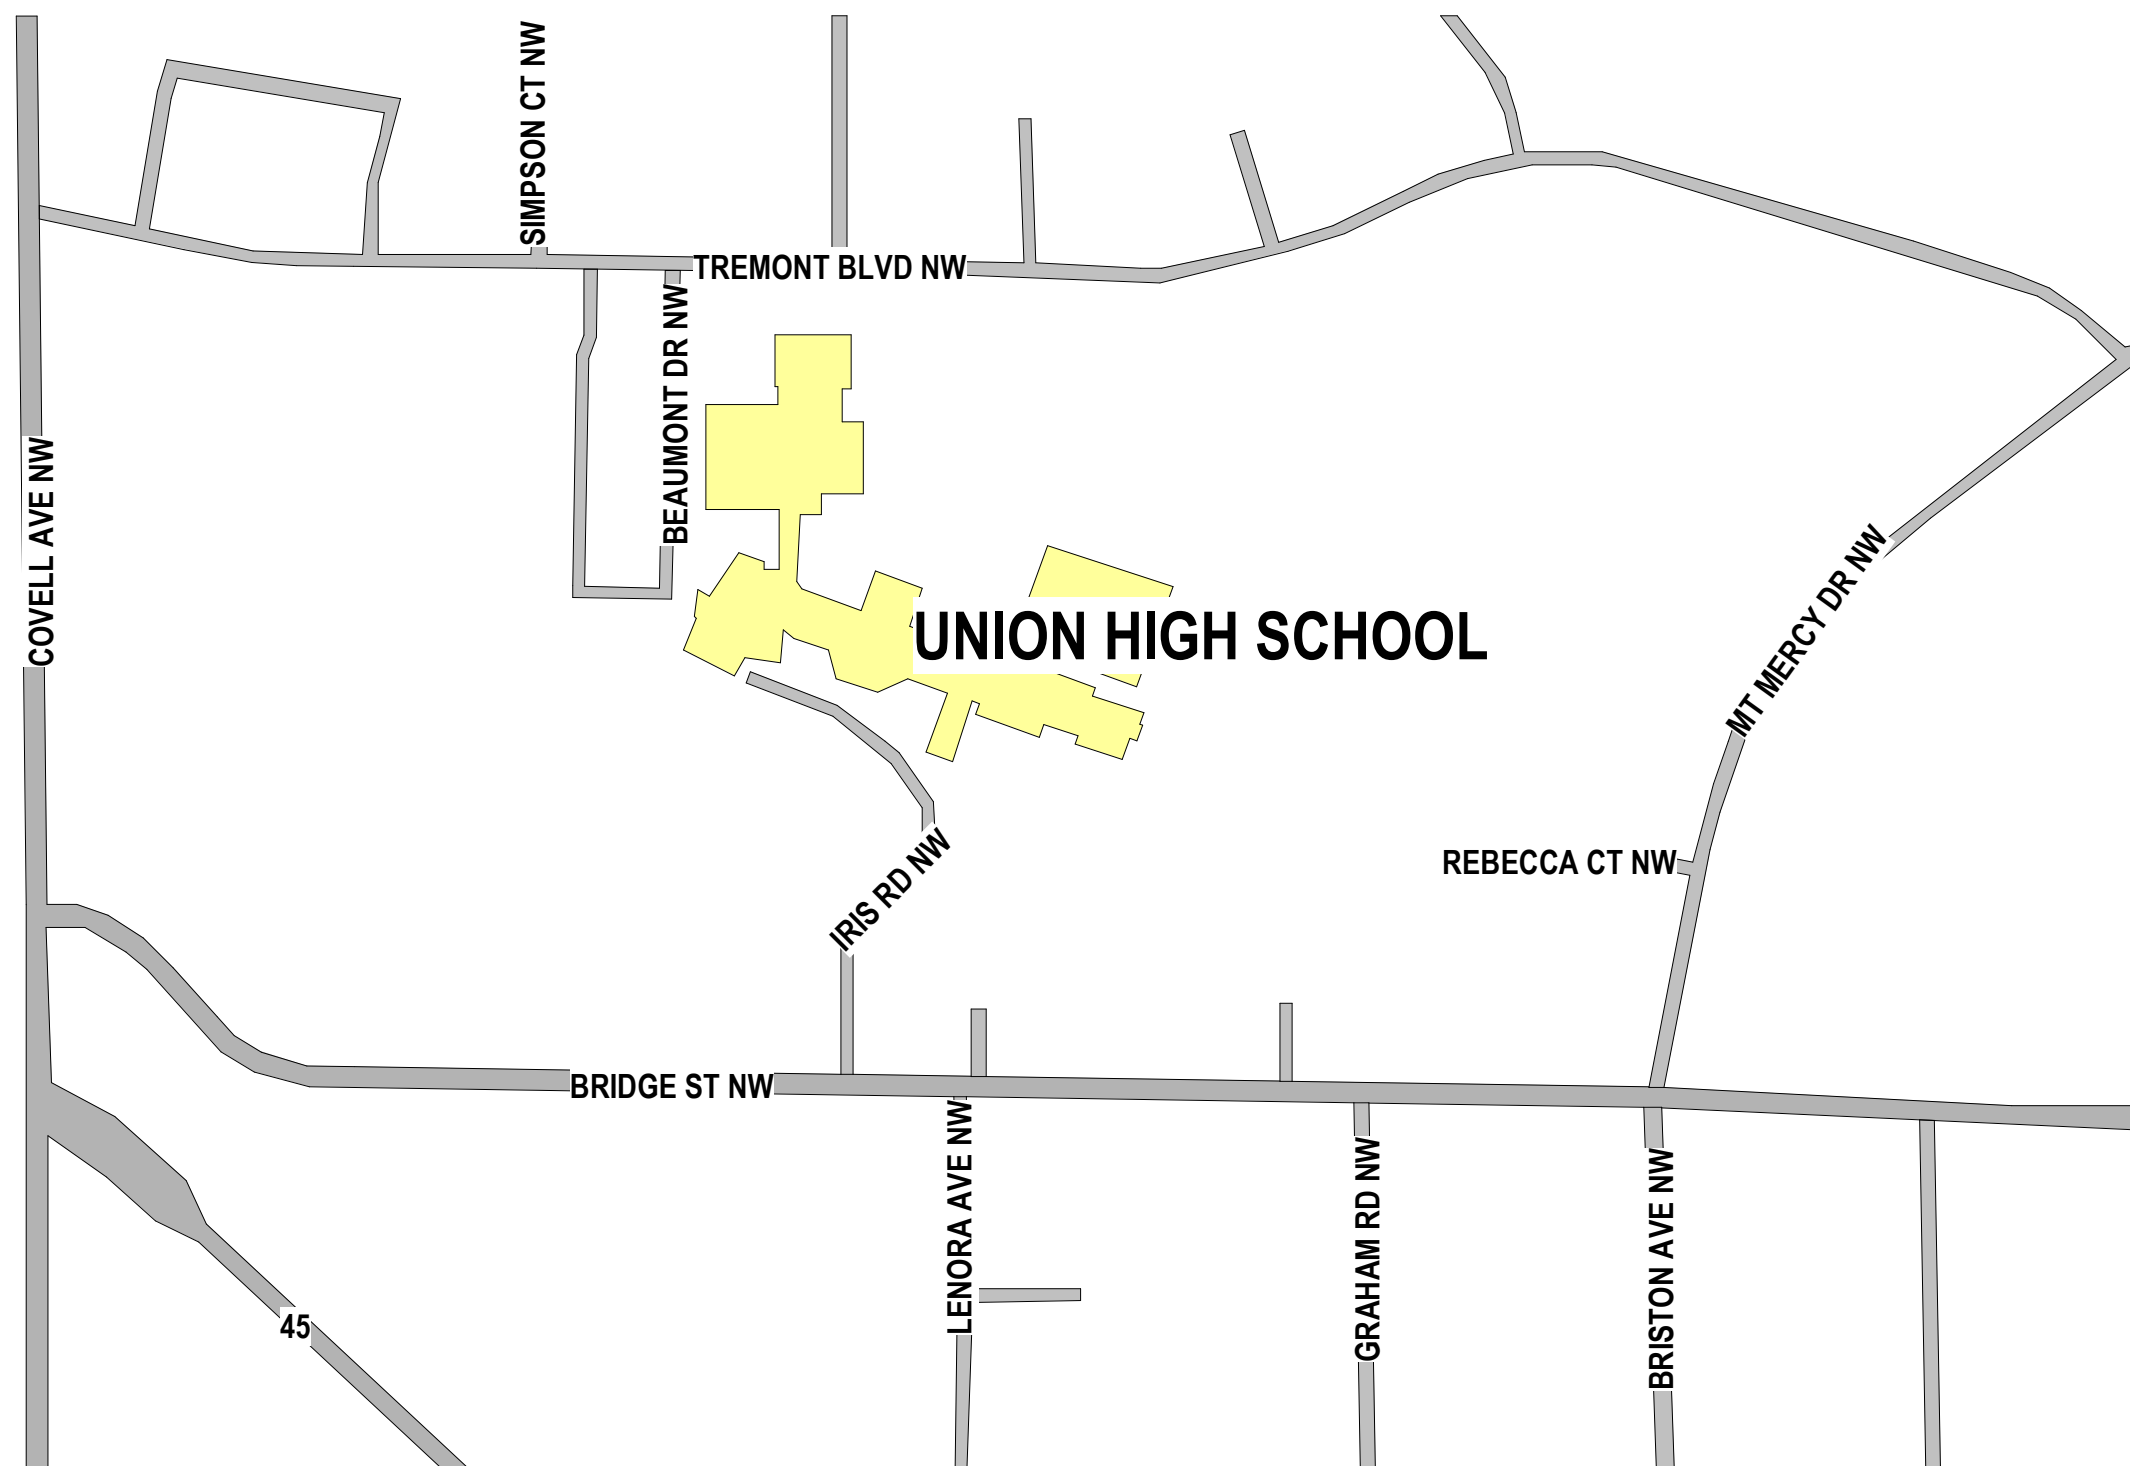 SIMPSON CT NW
TREMONT BLVD NW
BEAUMONT DR NW
COVELL AVE NW
UNION HIGH SCHOOL
MT MERCY DR NW
IRIS RD NW
REBECCA CT NW
BRIDGE ST NW
LENORA AVE NW
GRAHAM RD NW
BRISTON AVE NW
45